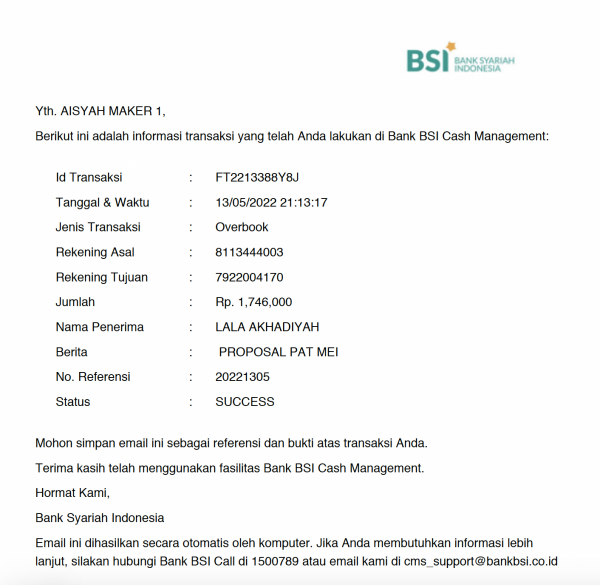 BSI BANK SYARIAH
INDONESIA
Yth. AISYAH MAKER 1,
Berikut ini adalah informasi transaksi yang telah Anda lakukan di Bank BSI Cash Management:
Id Transaksi : FT2213388Y8J
Tanggal & Waktu : 13/05/2022 21:13:17
Jenis Transaksi : Overbook
Rekening Asal : 8113444003
Rekening Tujuan : 7922004170
Jumlah : Rp. 1,746,000
Nama Penerima : LALA AKHADIYAH
Berita : PROPOSAL PAT MEI
No. Referensi : 20221305
Status : SUCCESS
Mohon simpan email ini sebagai referensi dan bukti atas transaksi Anda.
Terima kasih telah menggunakan fasilitas Bank BSI Cash Management.
Hormat Kami,
Bank Syariah Indonesia
Email ini dihasilkan secara otomatis oleh komputer. Jika Anda membutuhkan informasi lebih
lanjut, silakan hubungi Bank BSI Call di 1500789 atau email kami di cms_support@bankbsi.co.id